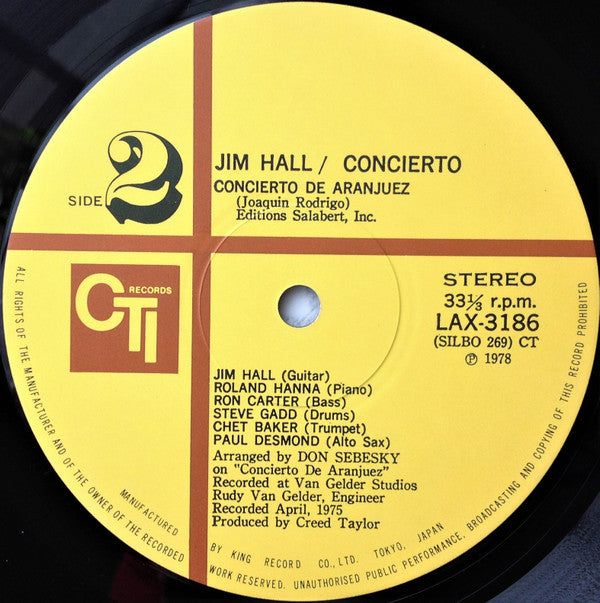 JIM HALL / CONCIERTO
CONCIERTO DE ARANJUEZ
(Joaquin Rodrigo)
Editions Salabert, Inc.
SIDE 2
CTI RECORDS
STEREO
33⅓ r.p.m.
LAX-3186
(SILBO 269) CT
Ⓟ 1978
JIM HALL (Guitar)
ROLAND HANNA (Piano)
RON CARTER (Bass)
STEVE GADD (Drums)
CHET BAKER (Trumpet)
PAUL DESMOND (Alto Sax)
Arranged by DON SEBESKY
on "Concierto De Aranjuez"
Recorded at Van Gelder Studios
Rudy Van Gelder, Engineer
Recorded April, 1975
Produced by Creed Taylor
MANUFACTURED BY KING RECORD CO., LTD. TOKYO, JAPAN
ALL RIGHTS OF THE MANUFACTURER AND OF THE OWNER OF THE RECORDED WORK RESERVED. UNAUTHORISED PUBLIC PERFORMANCE, BROADCASTING AND COPYING OF THIS RECORD PROHIBITED